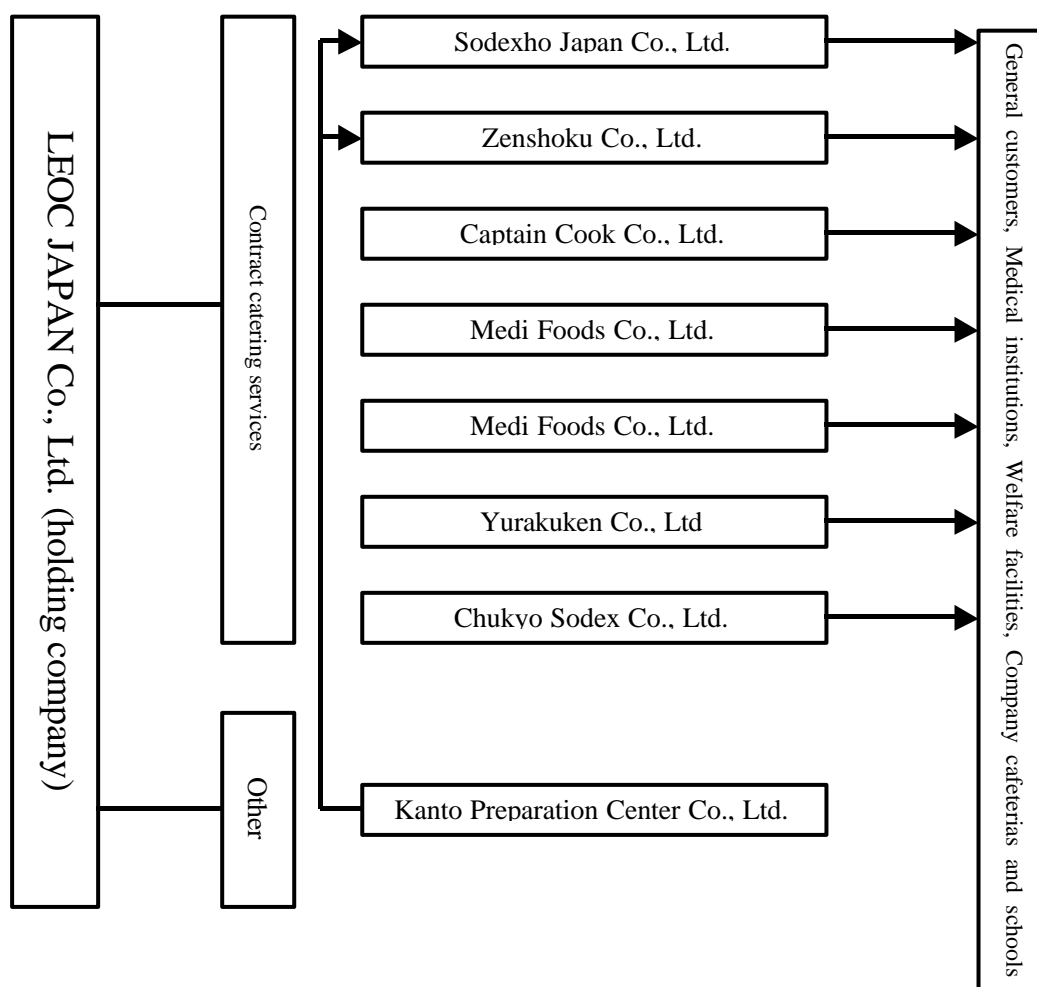 LEOC JAPAN Co., Ltd. (holding company)
Contract catering services
Other
Sodexho Japan Co., Ltd.
Zenshoku Co., Ltd.
Captain Cook Co., Ltd.
Medi Foods Co., Ltd.
Medi Foods Co., Ltd.
Yurakuken Co., Ltd
Chukyo Sodex Co., Ltd.
Kanto Preparation Center Co., Ltd.
General customers, Medical institutions, Welfare facilities, Company cafeterias and schools